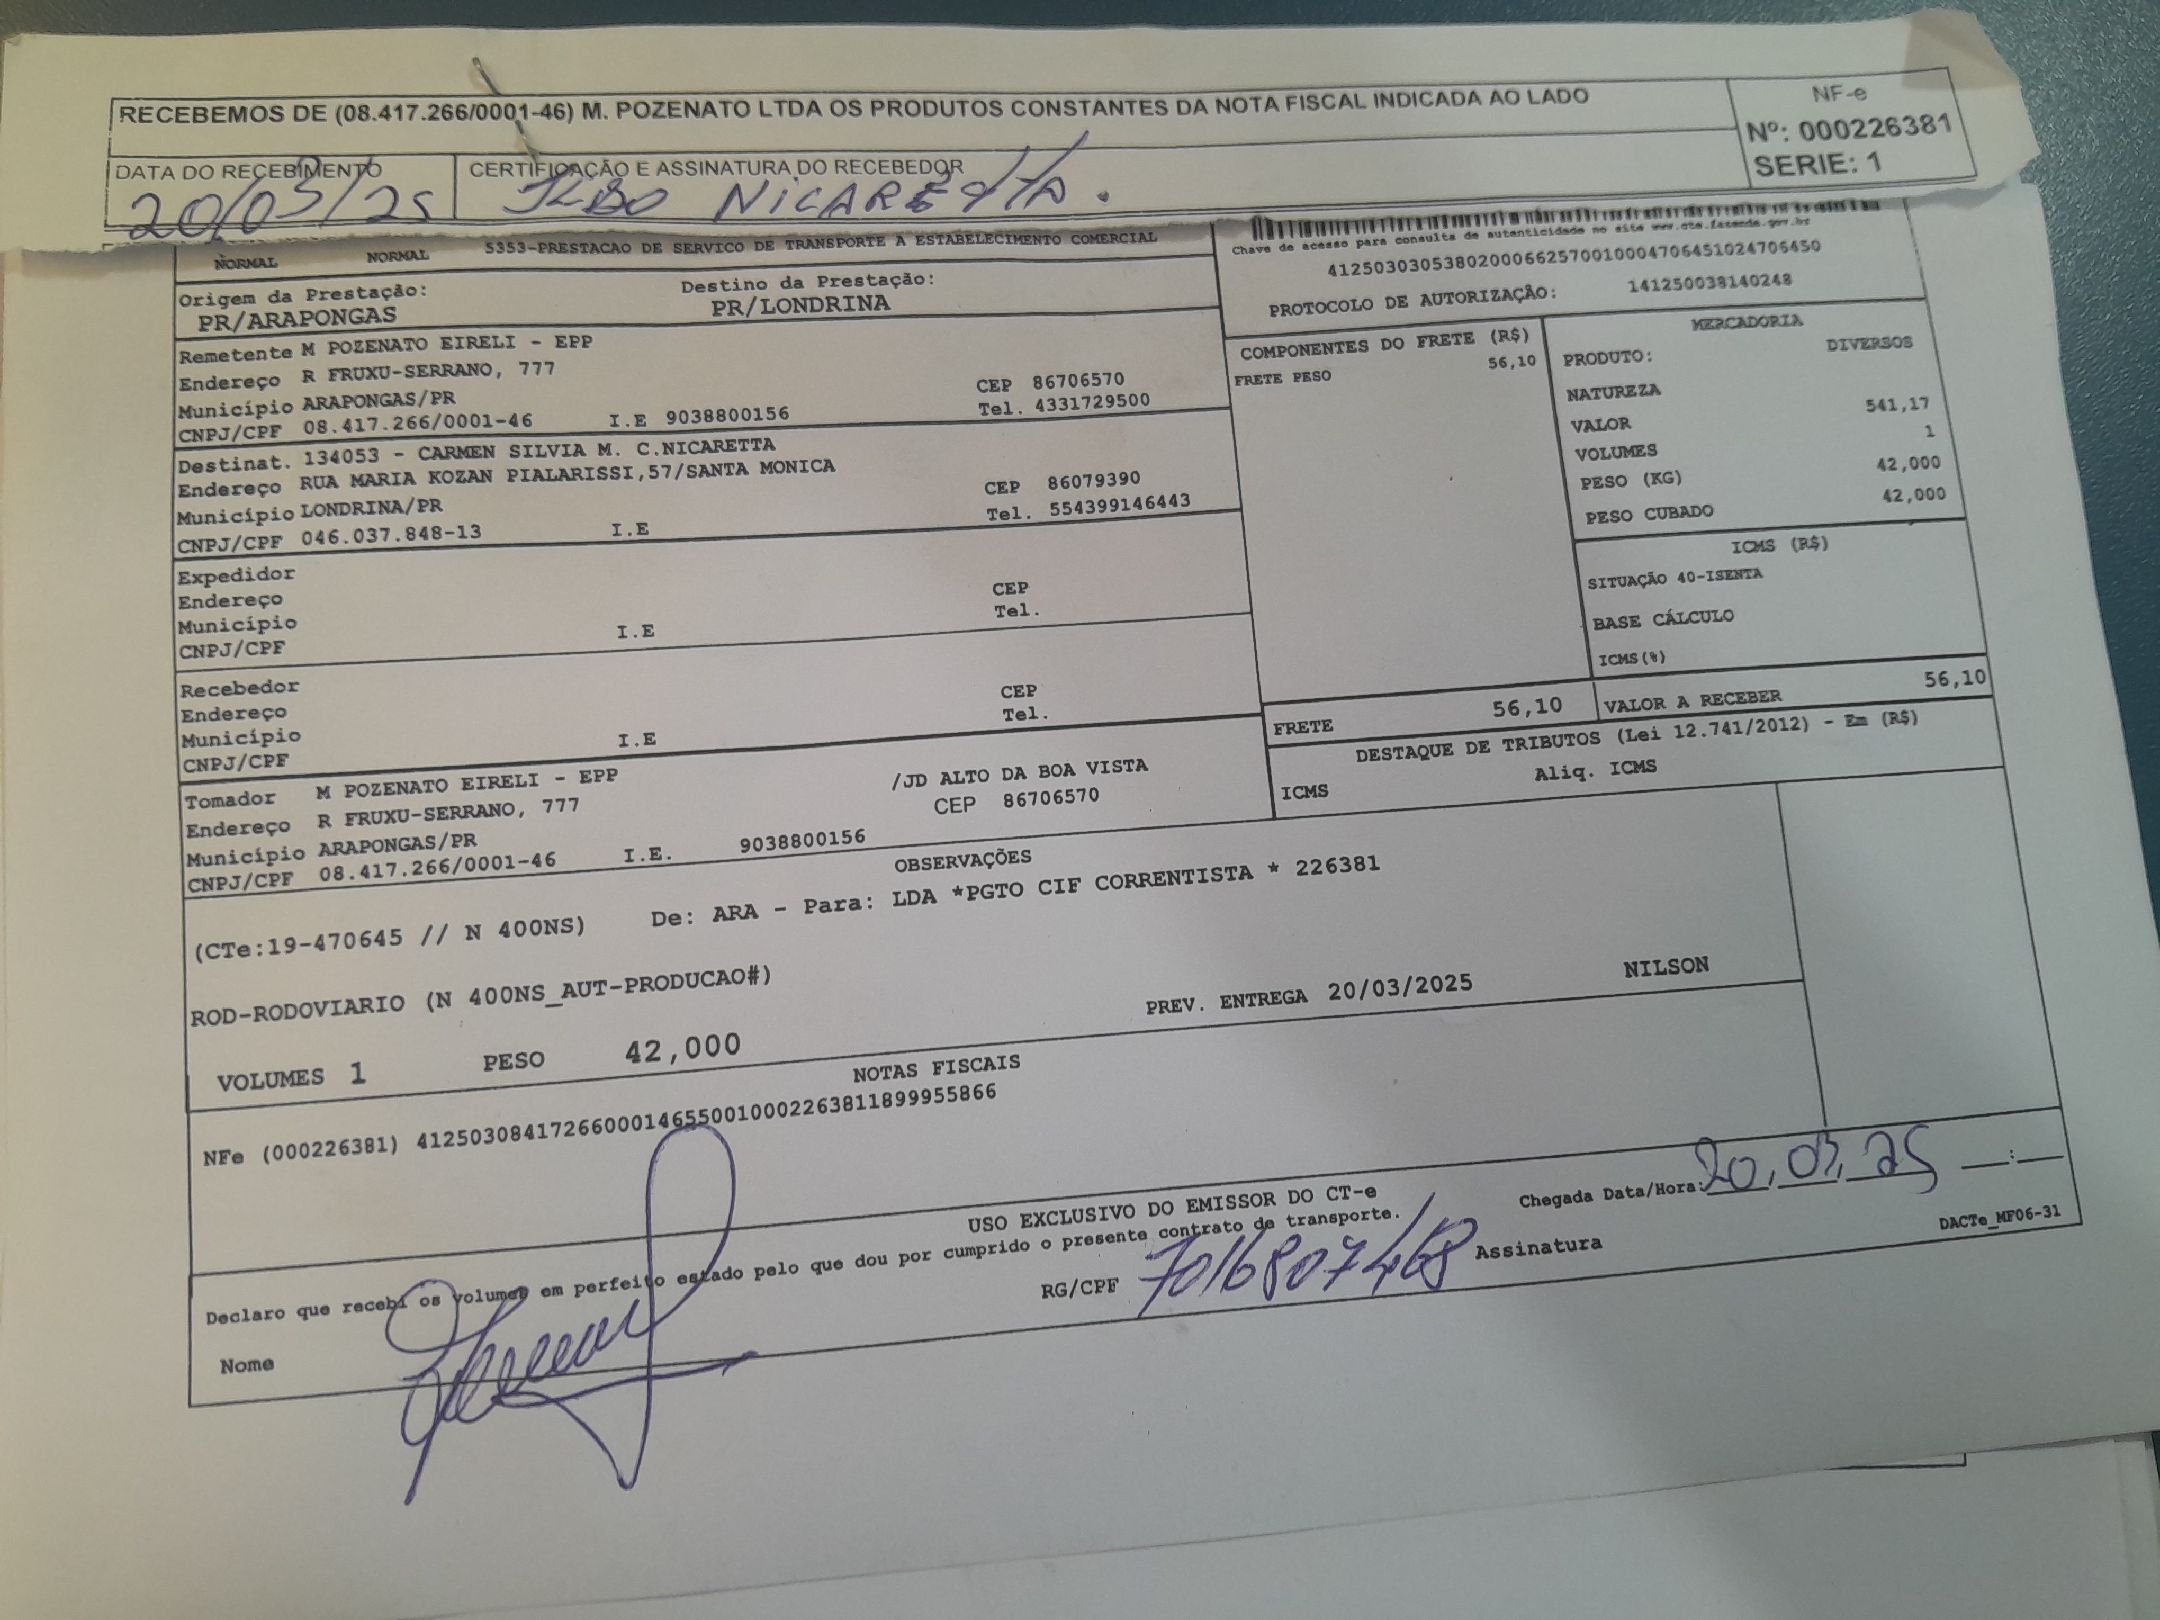 RECEBEMOS DE (08.417.266/0001-46) M. POZENATO LTDA OS PRODUTOS CONSTANTES DA NOTA FISCAL INDICADA AO LADO
NF-e
Nº: 000226381
SERIE: 1
DATA DO RECEBIMENTO
20/03/25
CERTIFICAÇÃO E ASSINATURA DO RECEBEDOR
NICARETTA.
NORMAL NORMAL 5353-PRESTACAO DE SERVICO DE TRANSPORTE A ESTABELECIMENTO COMERCIAL
Chave de acesso para consulta de autenticidade no site www.cte.fazenda.gov.br
41250303053802000662570010004706451024706450
PROTOCOLO DE AUTORIZAÇÃO: 141250038140248
Origem da Prestação: Destino da Prestação:
PR/ARAPONGAS PR/LONDRINA
Remetente M POZENATO EIRELI - EPP
Endereço R FRUXU-SERRANO, 777 CEP 86706570
Município ARAPONGAS/PR Tel. 4331729500
CNPJ/CPF 08.417.266/0001-46 I.E 9038800156
Destinat. 134053 - CARMEN SILVIA M. C.NICARETTA
Endereço RUA MARIA KOZAN PIALARISSI,57/SANTA MONICA CEP 86079390
Município LONDRINA/PR Tel. 554399146443
CNPJ/CPF 046.037.848-13 I.E
Expedidor
Endereço CEP
Município Tel.
CNPJ/CPF I.E
Recebedor
Endereço CEP
Município Tel.
CNPJ/CPF I.E
Tomador M POZENATO EIRELI - EPP /JD ALTO DA BOA VISTA
Endereço R FRUXU-SERRANO, 777 CEP 86706570
Município ARAPONGAS/PR
CNPJ/CPF 08.417.266/0001-46 I.E. 9038800156
COMPONENTES DO FRETE (R$)
FRETE PESO 56,10
MERCADORIA
PRODUTO: DIVERSOS
NATUREZA
VALOR 541,17
VOLUMES 1
PESO (KG) 42,000
PESO CUBADO 42,000
ICMS (R$)
SITUAÇÃO 40-ISENTA
BASE CÁLCULO
ICMS(%)
FRETE 56,10 VALOR A RECEBER 56,10
DESTAQUE DE TRIBUTOS (Lei 12.741/2012) - Em (R$)
ICMS Aliq. ICMS
OBSERVAÇÕES
(CTe:19-470645 // N 400NS) De: ARA - Para: LDA *PGTO CIF CORRENTISTA * 226381
ROD-RODOVIARIO (N 400NS_AUT-PRODUCAO#)
PREV. ENTREGA 20/03/2025 NILSON
VOLUMES 1 PESO 42,000
NOTAS FISCAIS
NFe (000226381) 41250308417266000146550010002263811899955866
USO EXCLUSIVO DO EMISSOR DO CT-e
Declaro que recebi os volumes em perfeito estado pelo que dou por cumprido o presente contrato de transporte.
Chegada Data/Hora: 20,03,25 __:__
Nome RG/CPF 7016807468 Assinatura
DACTe_MF06-31